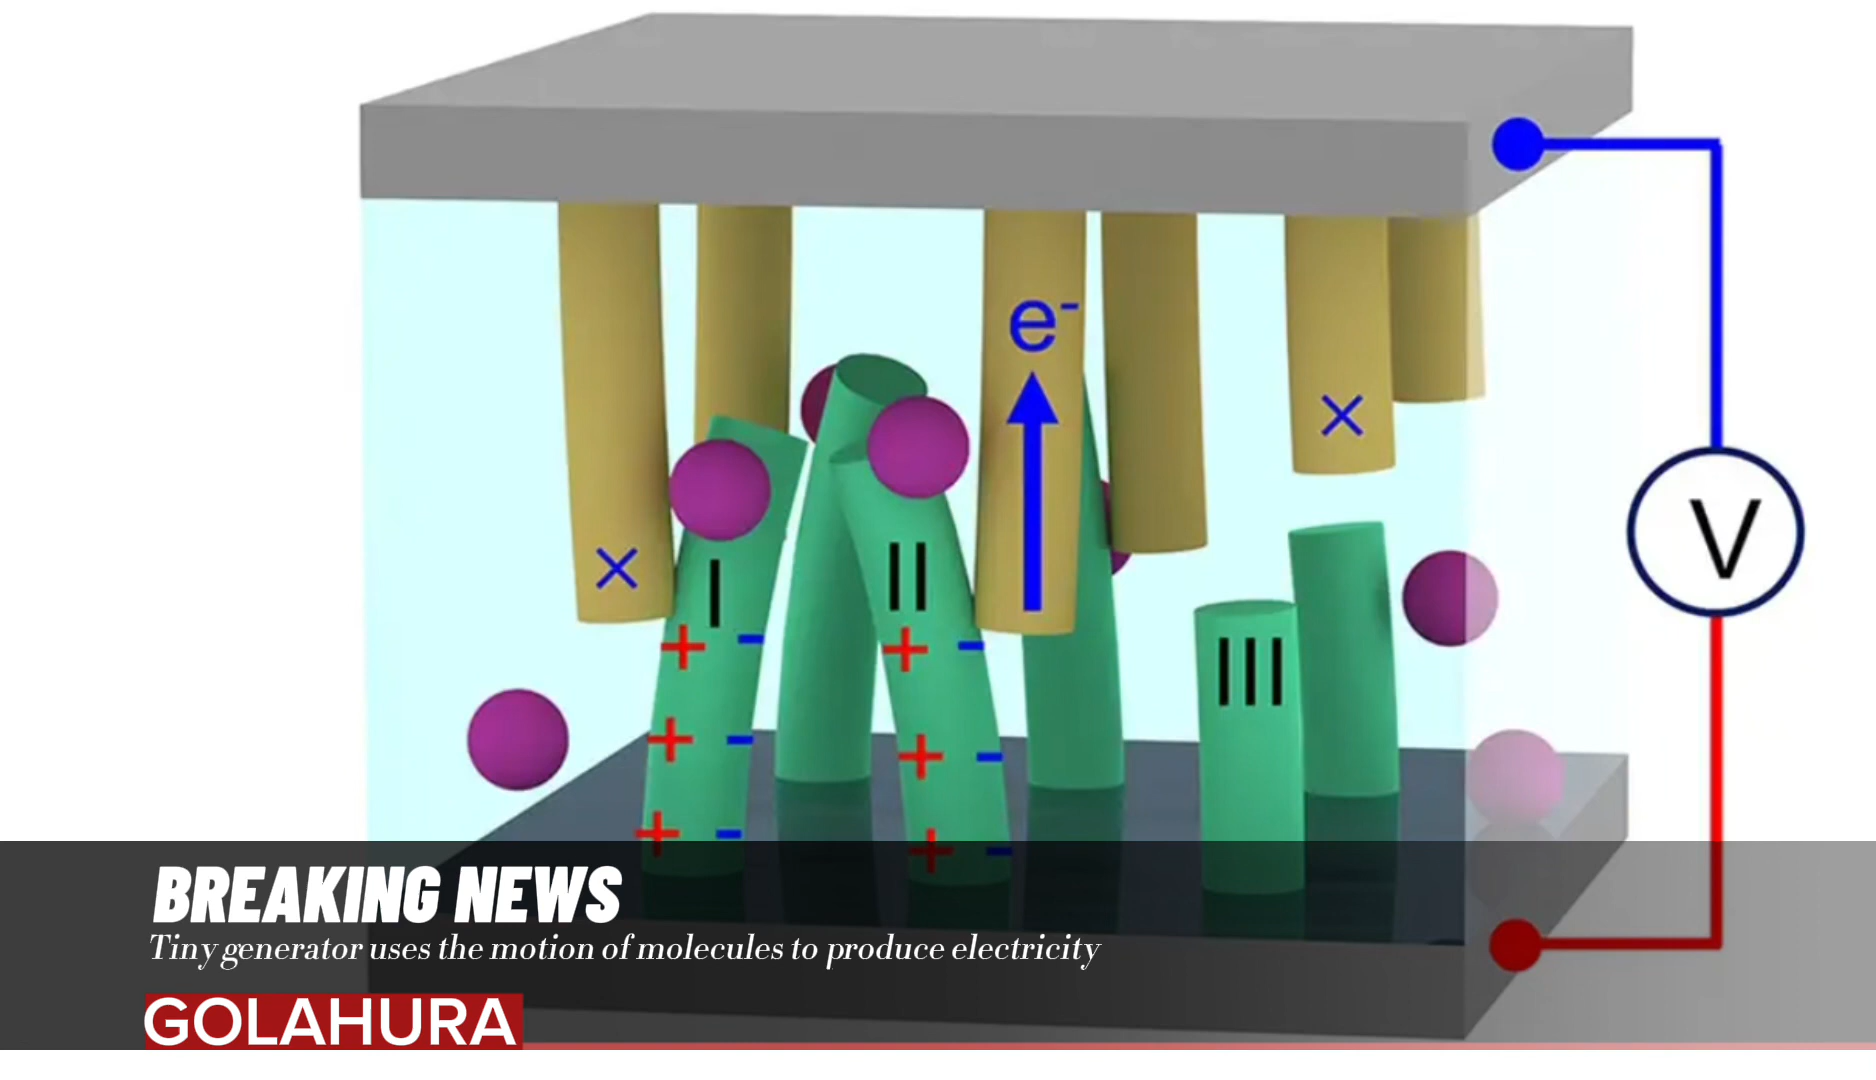 e-
×
×
I
II
III
+ -
+ -
+ -
+ -
+ -
+ -
V
BREAKING NEWS
Tiny generator uses the motion of molecules to produce electricity
GOLAHURA